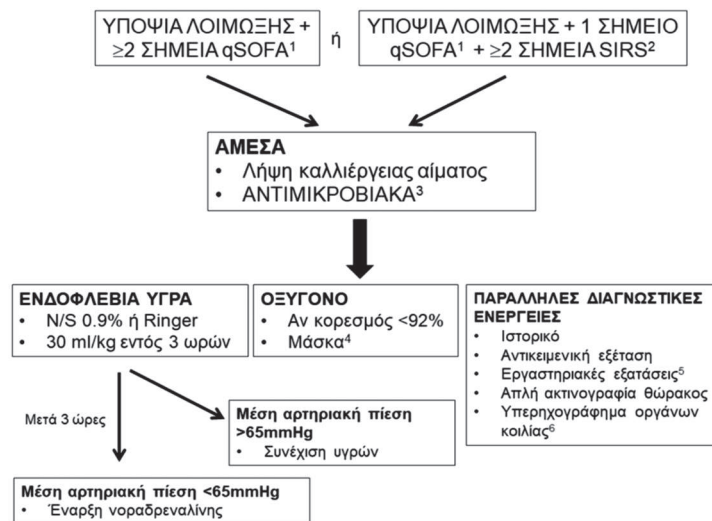 ΥΠΟΨΙΑ ΛΟΙΜΩΞΗΣ +
≥2 ΣΗΜΕΙΑ qSOFA¹
ή
ΥΠΟΨΙΑ ΛΟΙΜΩΞΗΣ + 1 ΣΗΜΕΙΟ
qSOFA¹ + ≥2 ΣΗΜΕΙΑ SIRS²
ΑΜΕΣΑ
• Λήψη καλλιέργειας αίματος
• ΑΝΤΙΜΙΚΡΟΒΙΑΚΑ³
ΕΝΔΟΦΛΕΒΙΑ ΥΓΡΑ
• N/S 0.9% ή Ringer
• 30 ml/kg εντός 3 ωρών
ΟΞΥΓΟΝΟ
• Αν κορεσμός <92%
• Μάσκα⁴
ΠΑΡΑΛΛΗΛΕΣ ΔΙΑΓΝΩΣΤΙΚΕΣ
ΕΝΕΡΓΕΙΕΣ
• Ιστορικό
• Αντικειμενική εξέταση
• Εργαστηριακές εξατάσεις⁵
• Απλή ακτινογραφία θώρακος
• Υπερηχογράφημα οργάνων
κοιλίας⁶
Μετά 3 ώρες
Μέση αρτηριακή πίεση
>65mmHg
• Συνέχιση υγρών
Μέση αρτηριακή πίεση <65mmHg
• Έναρξη νοραδρεναλίνης